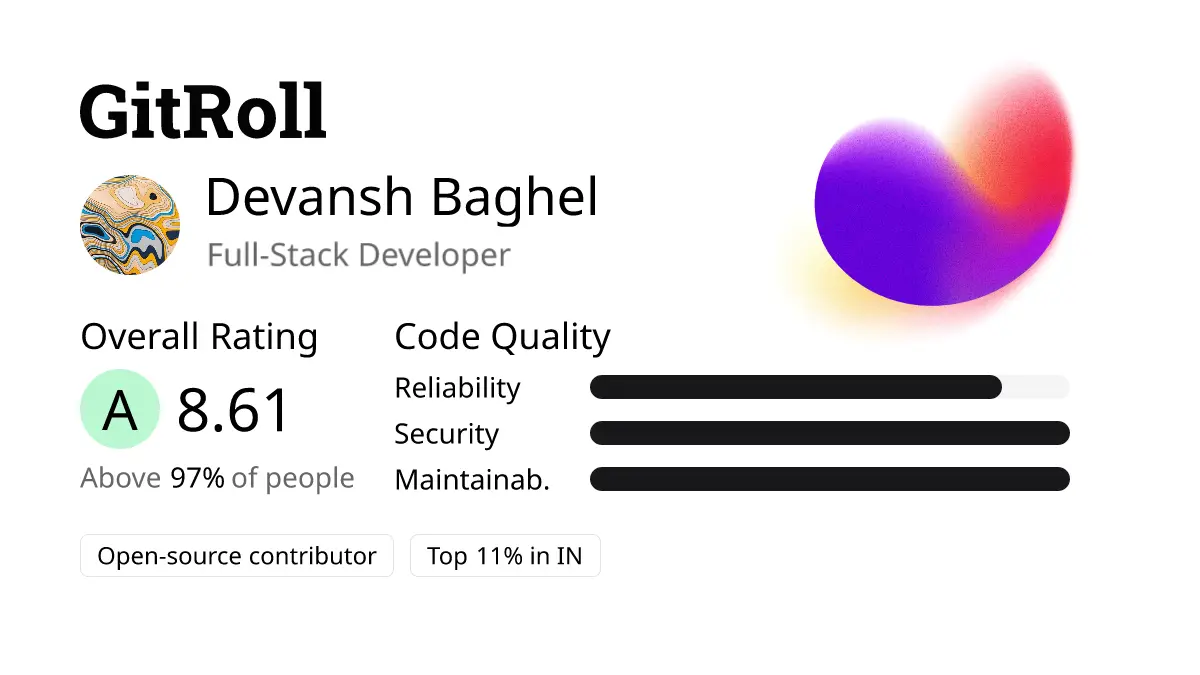 GitRoll
Devansh Baghel
Full-Stack Developer
Overall Rating
A 8.61
Above 97% of people
Code Quality
Reliability
Security
Maintainab.
Open-source contributor
Top 11% in IN